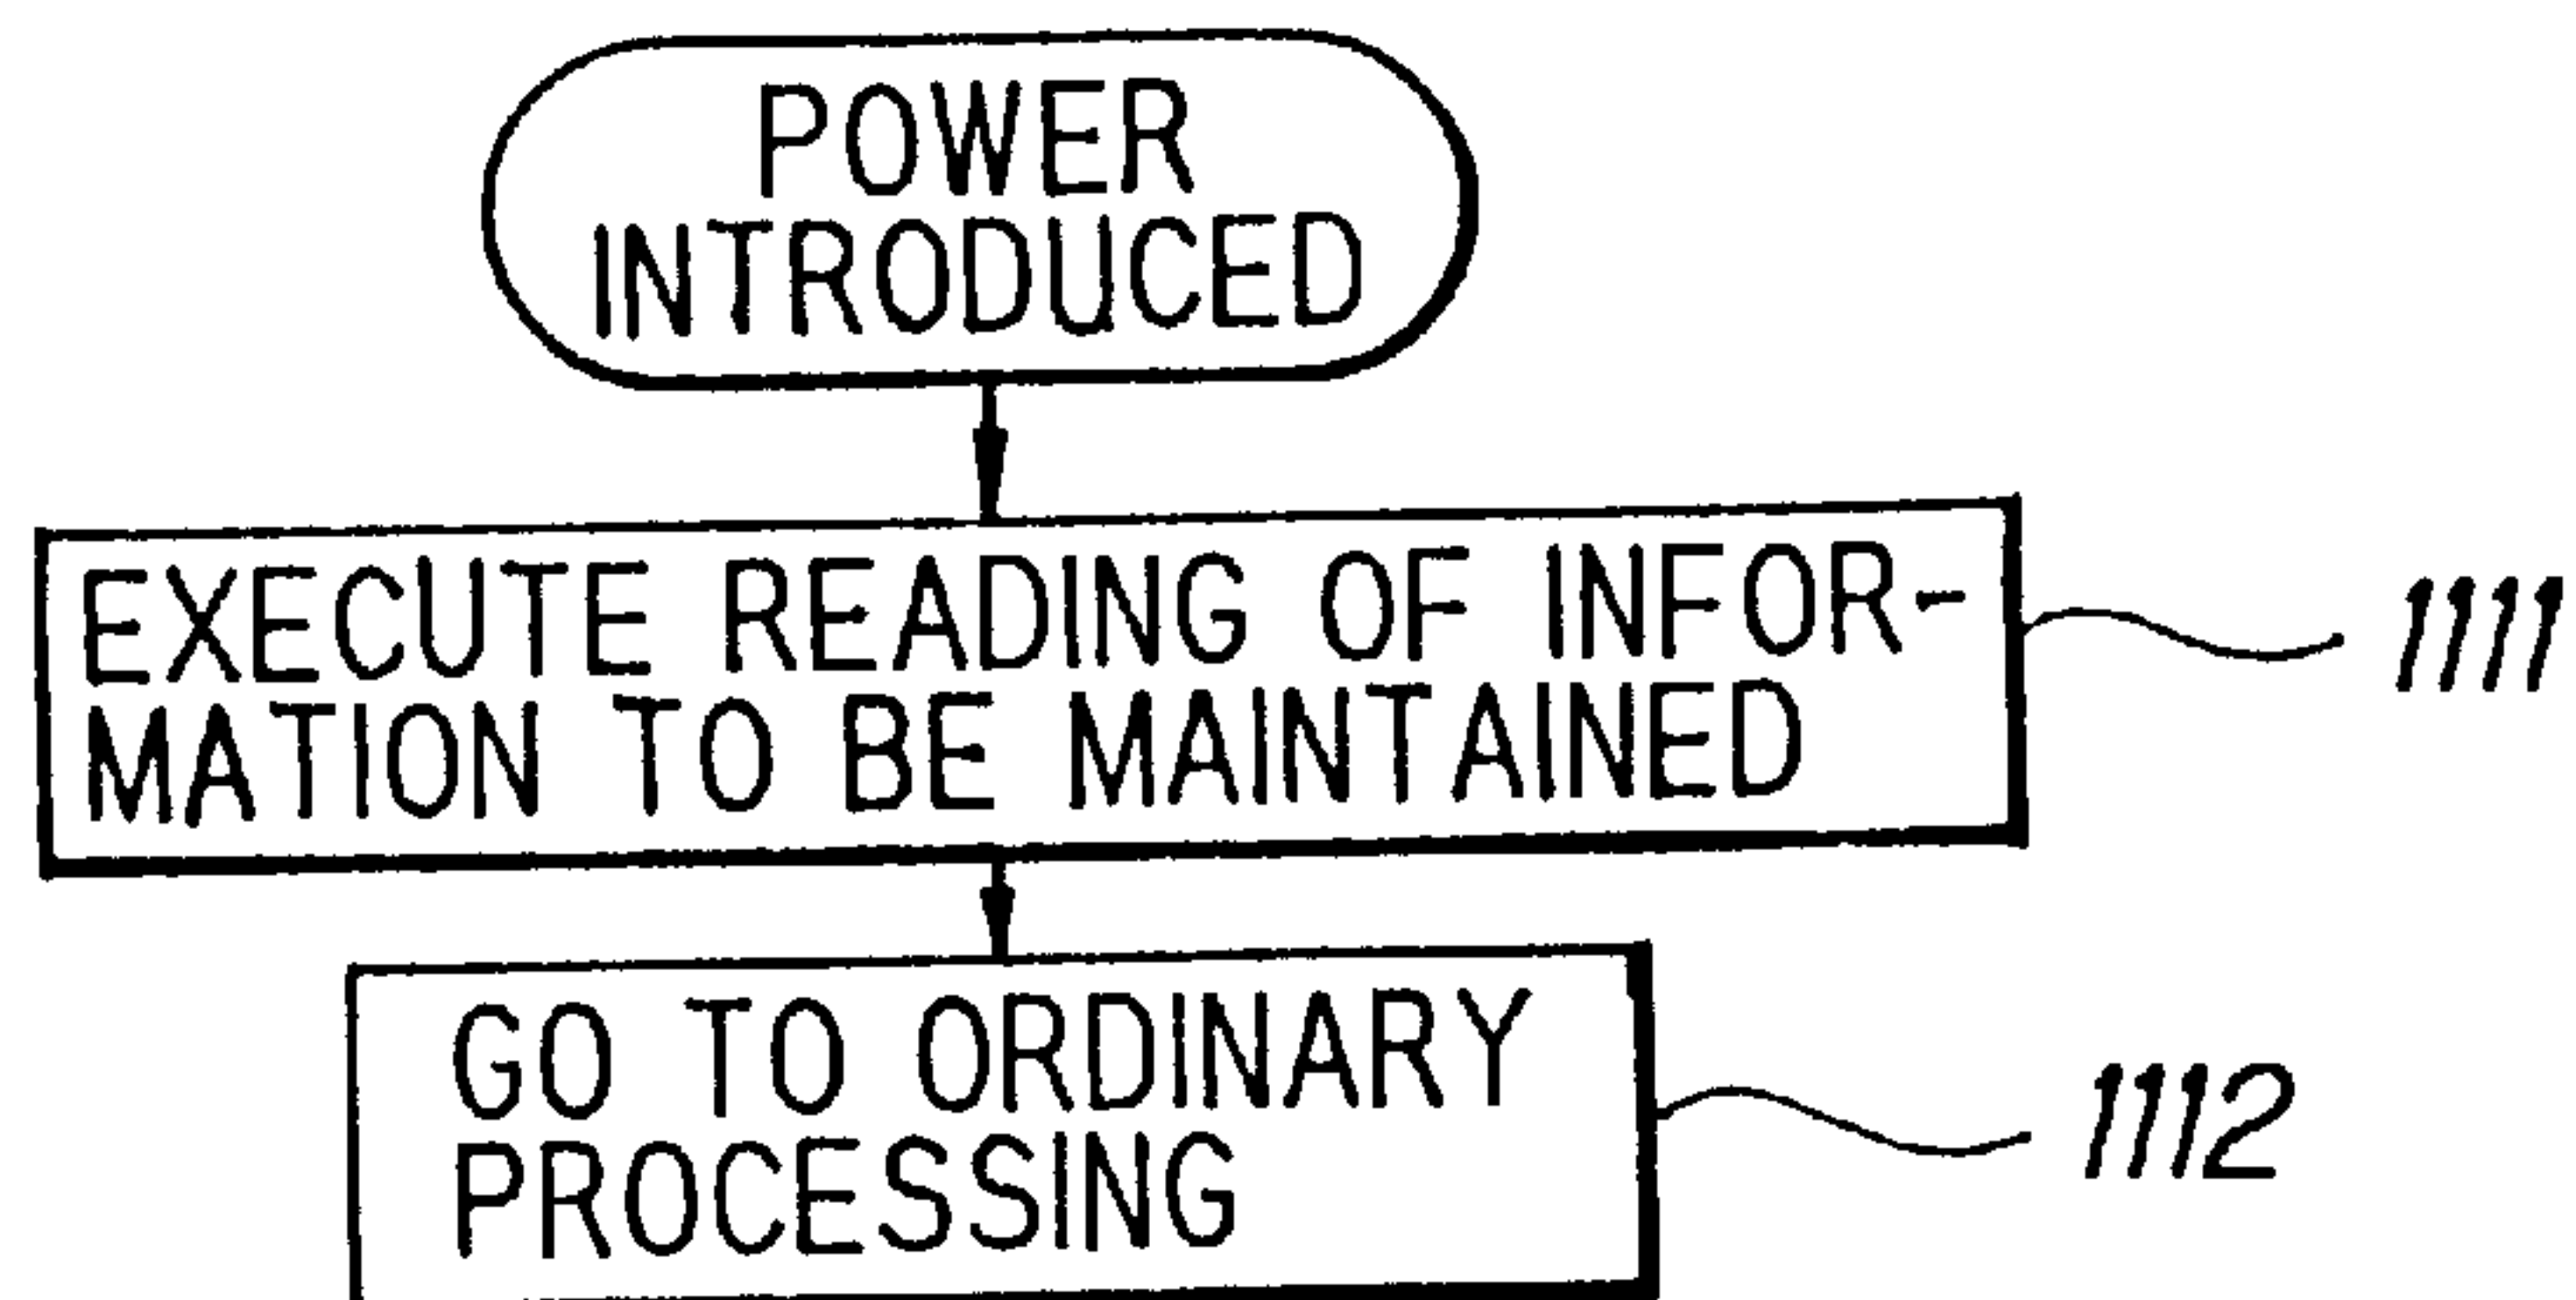 POWER
INTRODUCED
EXECUTE READING OF INFOR-
MATION TO BE MAINTAINED
1111
GO TO ORDINARY
PROCESSING
1112